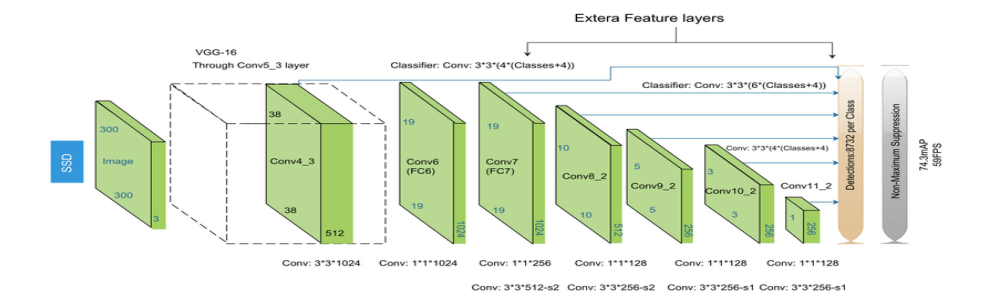 Extera Feature layers
VGG-16
Through Conv5_3 layer
Classifier: Conv: 3*3*(4*(Classes+4))
Classifier: Conv: 3*3*(6*(Classes+4))
Conv: 3*3*(4*(Classes+4)
SSD
300
Image
300
3
38
Conv4_3
38
512
19
Conv6
(FC6)
19
1024
19
Conv7
(FC7)
19
1024
10
Conv8_2
10
512
5
Conv9_2
5
256
3
Conv10_2
3
256
Conv11_2
1
256
Detections:8732 per Class
Non-Maximum Suppression
74.3mAP
59FPS
Conv: 3*3*1024
Conv: 1*1*1024
Conv: 1*1*256
Conv: 1*1*128
Conv: 1*1*128
Conv: 1*1*128
Conv: 3*3*512-s2
Conv: 3*3*256-s2
Conv: 3*3*256-s1
Conv: 3*3*256-s1